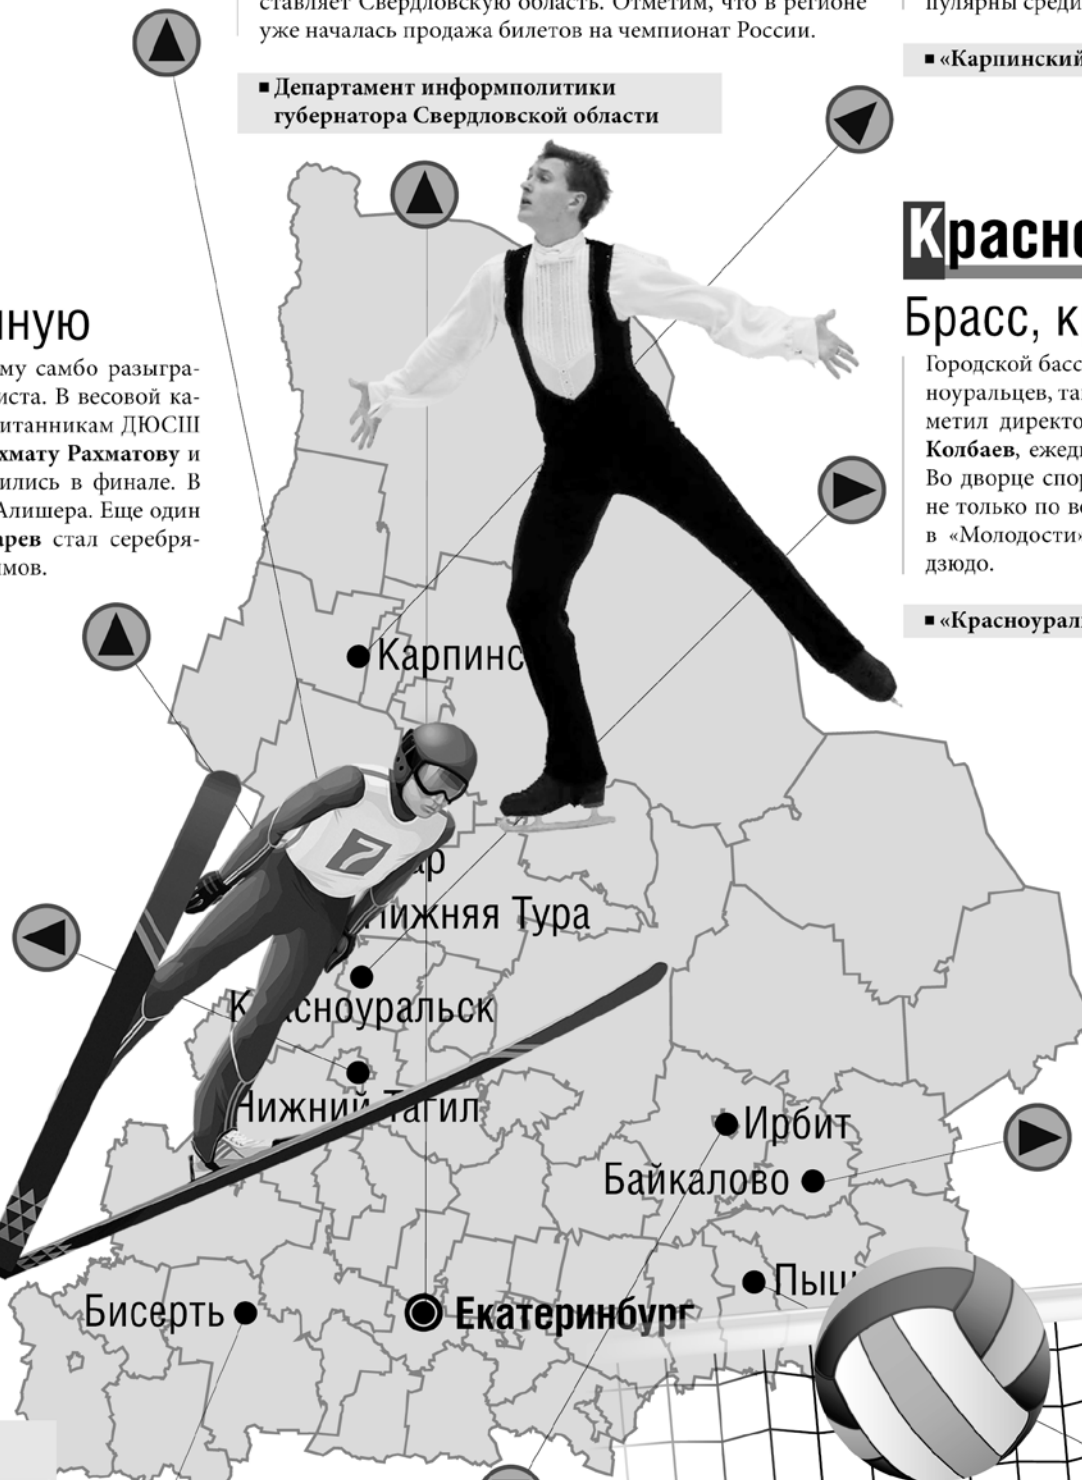 ставляет Свердловскую область. Отметим, что в регионе
уже началась продажа билетов на чемпионат России.
Департамент информполитики
губернатора Свердловской области
пулярны среди
«Карпинский
Красно
Брасс, к
Городской басс
ноуральцев, та
метил директо
Колбаев, ежед
Во дворце спор
не только по в
в «Молодости»
дзюдо.
«Красноурал
ную
му самбо разыгра-
иста. В весовой ка-
итанникам ДЮСШ
хмату Рахматову и
ились в финале. В
Алишера. Еще один
арев стал серебря-
имов.
Карпинс
7
ар
Нижняя Тура
К асноуральск
Нижний Тагил
Ирбит
Байкалово
Пыш
Бисерть
Екатеринбург